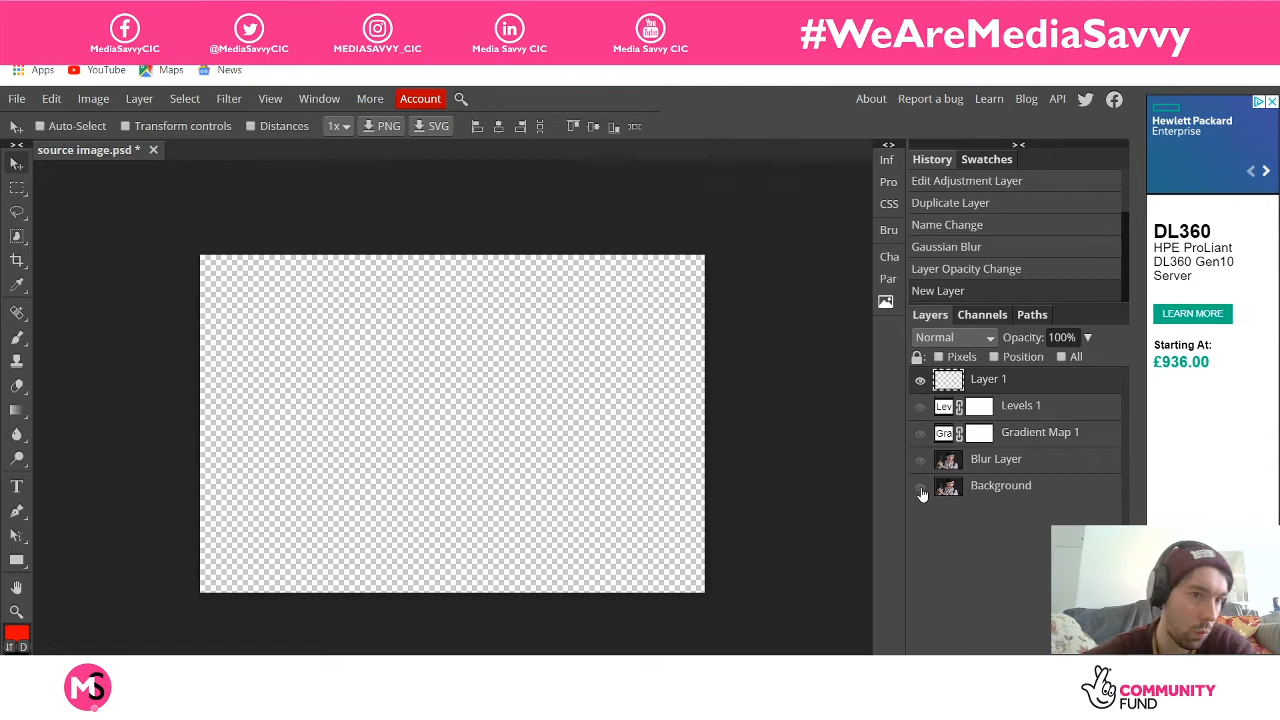 #WeAreMediaSavvy
MediaSavvyCIC
@MediaSavvyCIC
MEDIASAVVY_CIC
Media Savvy CIC
You Tube
Media Savvy CIC
Apps YouTube Maps News
File Edit Image Layer Select Filter View Window More Account
About Report a bug Learn Blog API
Auto-Select Transform controls Distances 1x PNG SVG
source image.psd *
Inf
Pro
CSS
Bru
Cha
Par
History Swatches
Edit Adjustment Layer
Duplicate Layer
Name Change
Gaussian Blur
Layer Opacity Change
New Layer
Layers Channels Paths
Normal Opacity: 100%
: Pixels Position All
Layer 1
Lev Levels 1
Gra Gradient Map 1
Blur Layer
Background
Hewlett Packard
Enterprise
DL360
HPE ProLiant
DL360 Gen10
Server
LEARN MORE
Starting At:
£936.00
D
MS
COMMUNITY
FUND